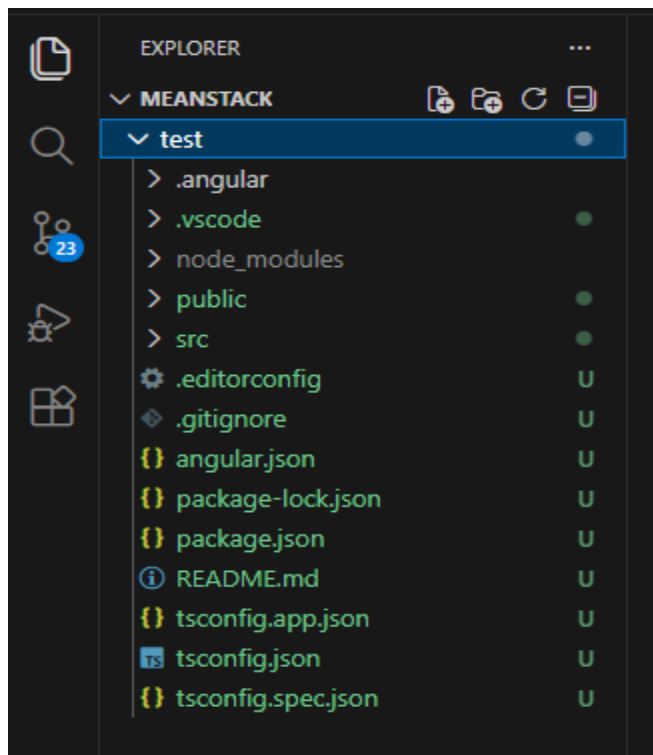 EXPLORER ...
MEANSTACK
test
.angular
.vscode
node_modules
public
src
.editorconfig U
.gitignore U
angular.json U
package-lock.json U
package.json U
README.md U
tsconfig.app.json U
TS tsconfig.json U
tsconfig.spec.json U
23